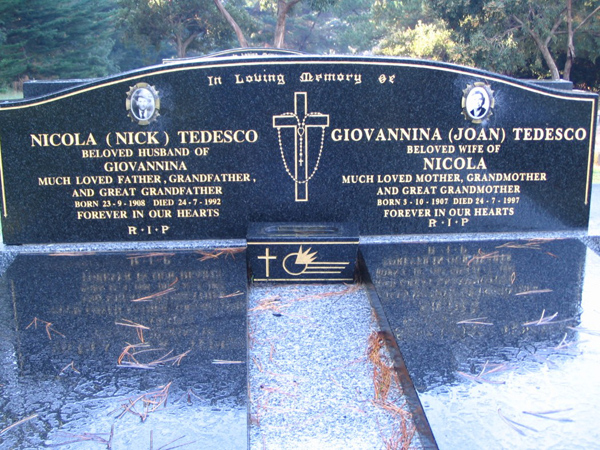 In Loving Memory Of
NICOLA (NICK) TEDESCO
BELOVED HUSBAND OF
GIOVANNINA
MUCH LOVED FATHER, GRANDFATHER,
AND GREAT GRANDFATHER
BORN 23-9-1908 DIED 24-7-1992
FOREVER IN OUR HEARTS
R·I·P
GIOVANNINA (JOAN) TEDESCO
BELOVED WIFE OF
NICOLA
MUCH LOVED MOTHER, GRANDMOTHER
AND GREAT GRANDMOTHER
BORN 5-10-1907 DIED 24-7-1997
FOREVER IN OUR HEARTS
R·I·P